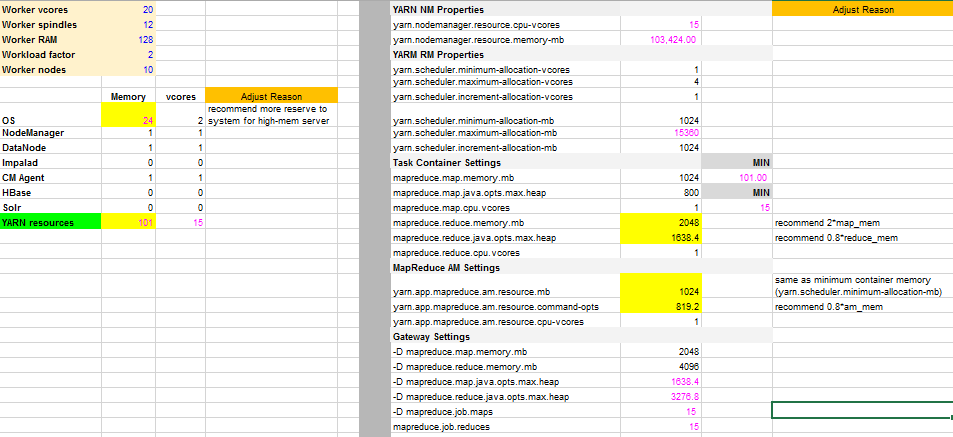 Worker vcores 20
Worker spindles 12
Worker RAM 128
Workload factor 2
Worker nodes 10
Memory vcores Adjust Reason
OS 24 2 recommend more reserve to
system for high-mem server
NodeManager 1 1
DataNode 1 1
Impalad 0 0
CM Agent 1 1
HBase 0 0
Solr 0 0
YARN resources 101 15
YARN NM Properties Adjust Reason
yarn.nodemanager.resource.cpu-vcores 15
yarn.nodemanager.resource.memory-mb 103,424.00
YARM RM Properties
yarn.scheduler.minimum-allocation-vcores 1
yarn.scheduler.maximum-allocation-vcores 4
yarn.scheduler.increment-allocation-vcores 1
yarn.scheduler.minimum-allocation-mb 1024
yarn.scheduler.maximum-allocation-mb 15360
yarn.scheduler.increment-allocation-mb 1024
Task Container Settings MIN
mapreduce.map.memory.mb 1024 101.00
mapreduce.map.java.opts.max.heap 800 MIN
mapreduce.map.cpu.vcores 1 15
mapreduce.reduce.memory.mb 2048 recommend 2*map_mem
mapreduce.reduce.java.opts.max.heap 1638.4 recommend 0.8*reduce_mem
mapreduce.reduce.cpu.vcores 1
MapReduce AM Settings
same as minimum container memory
yarn.app.mapreduce.am.resource.mb 1024 (yarn.scheduler.minimum-allocation-mb)
yarn.app.mapreduce.am.resource.command-opts 819.2 recommend 0.8*am_mem
yarn.app.mapreduce.am.resource.cpu-vcores 1
Gateway Settings
-D mapreduce.map.memory.mb 2048
-D mapreduce.reduce.memory.mb 4096
-D mapreduce.map.java.opts.max.heap 1638.4
-D mapreduce.reduce.java.opts.max.heap 3276.8
-D mapreduce.job.maps 15
mapreduce.job.reduces 15